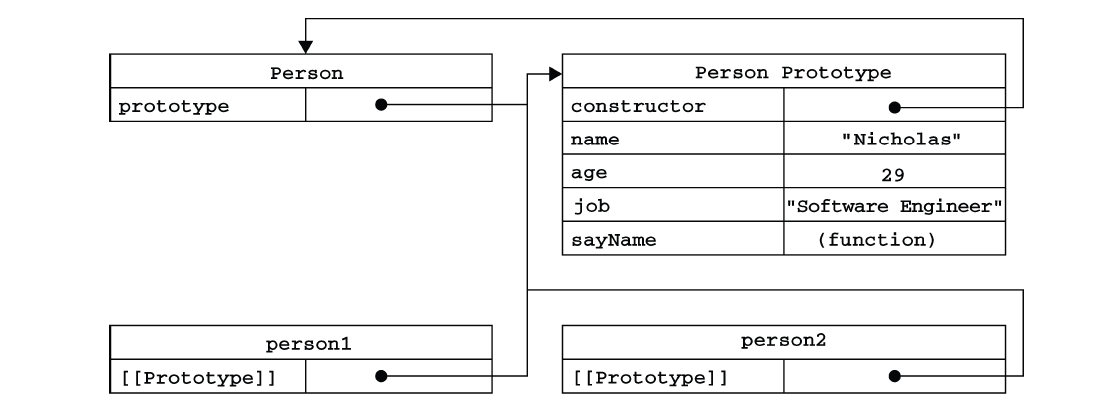 Person
prototype
Person Prototype
constructor
name "Nicholas"
age 29
job "Software Engineer"
sayName (function)
person1
[[Prototype]]
person2
[[Prototype]]